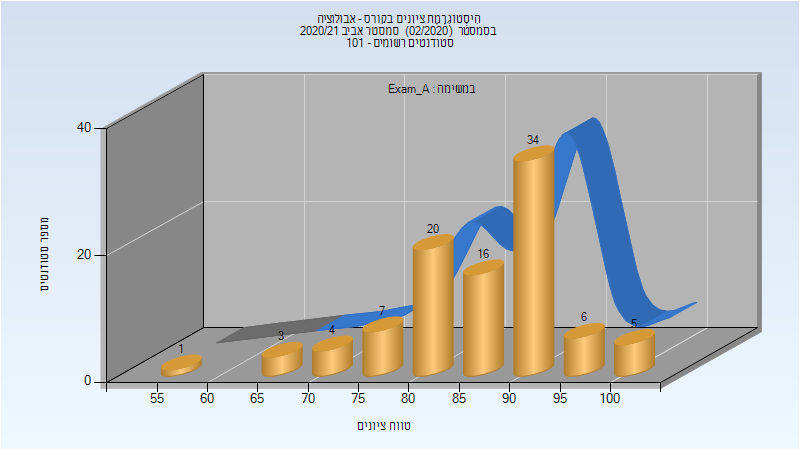 היסטוגרמת ציונים בקורס - אבולוציה
בסמסטר (02/2020) סמסטר אביב 2020/21
סטודנטים רשומים - 101
במשימה : Exam_A
מספר סטודנטים
40
20
0
1
3
4
7
20
16
34
6
5
55 60 65 70 75 80 85 90 95 100
טווח ציונים